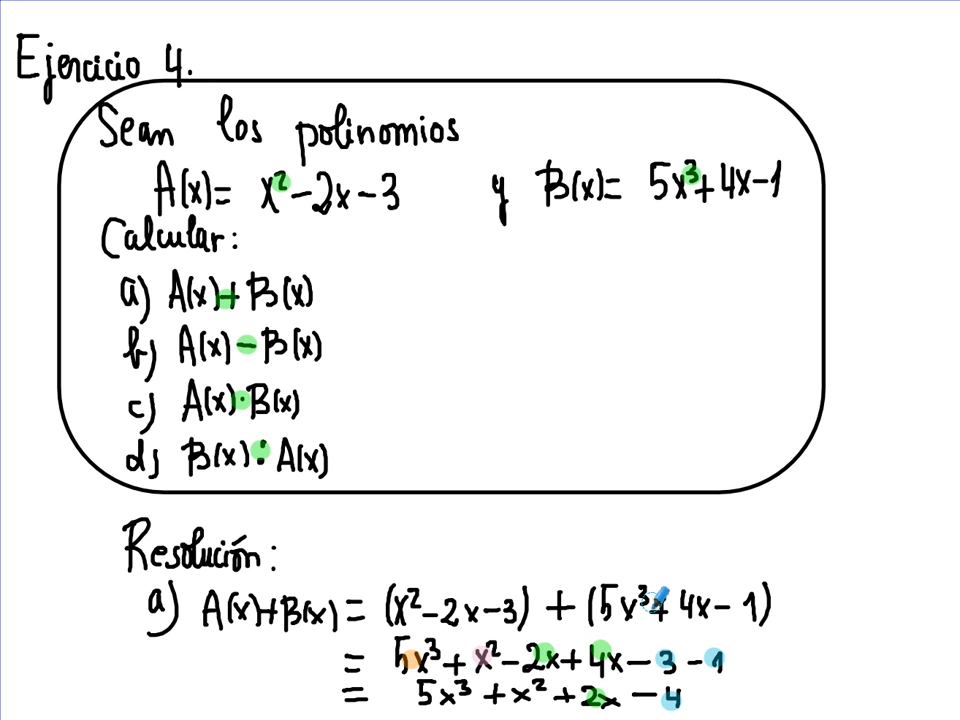 Ejercicio 4.
Sean los polinomios
A(x) = x² - 2x - 3 y B(x) = 5x³ + 4x - 1
Calcular:
a) A(x) + B(x)
b) A(x) - B(x)
c) A(x) · B(x)
d) B(x) : A(x)
Resolución:
a) A(x) + B(x) = (x² - 2x - 3) + (5x³ + 4x - 1)
= 5x³ + x² - 2x + 4x - 3 - 1
= 5x³ + x² + 2x - 4